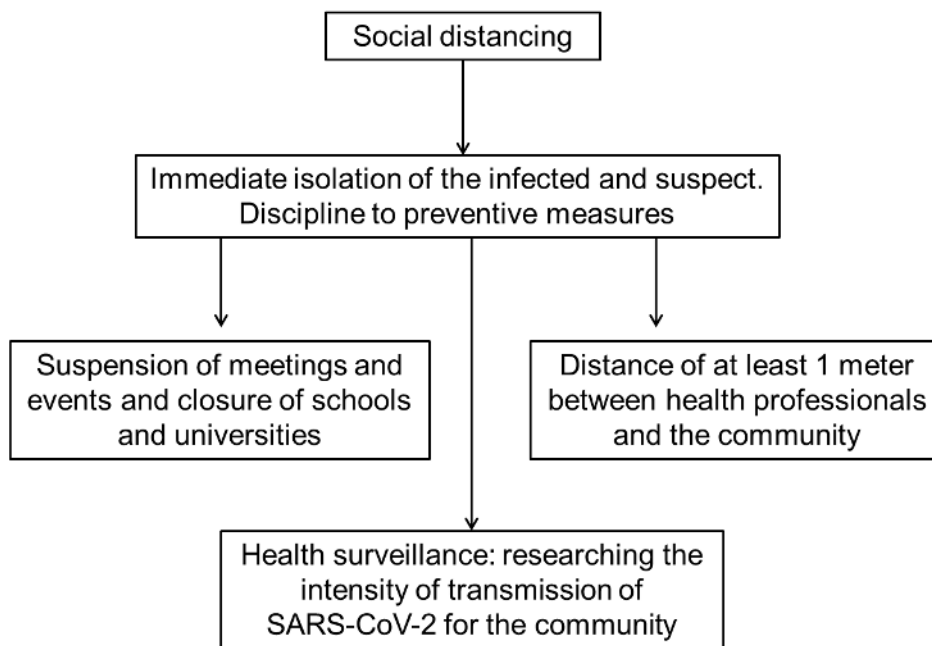 Social distancing
Immediate isolation of the infected and suspect.
Discipline to preventive measures
Suspension of meetings and
events and closure of schools
and universities
Distance of at least 1 meter
between health professionals
and the community
Health surveillance: researching the
intensity of transmission of
SARS-CoV-2 for the community